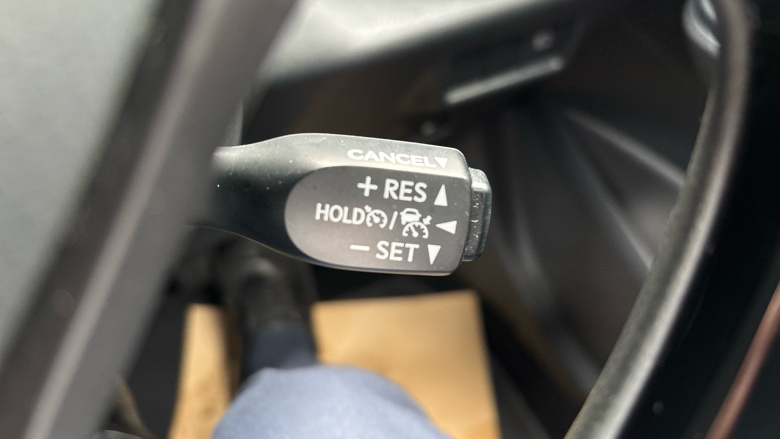 CANCEL▼
+ RES ▲
HOLD / ◀
− SET ▼